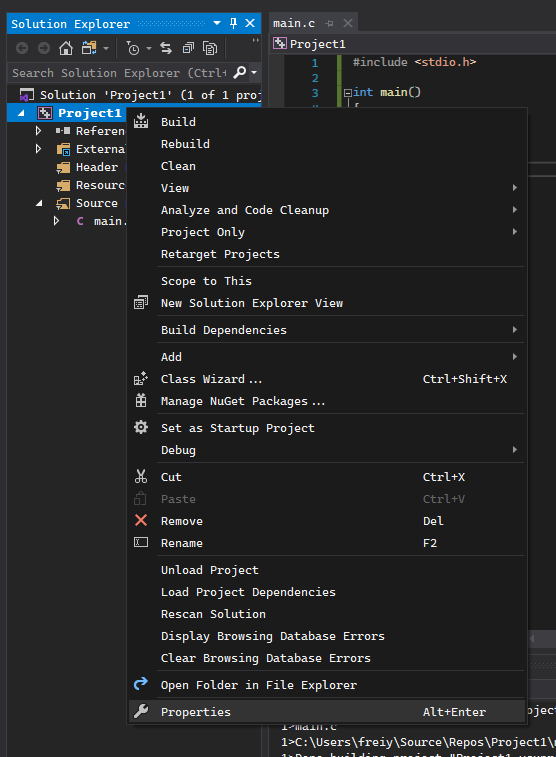 Solution Explorer
main.c
Project1
Search Solution Explorer (Ctrl+
Solution 'Project1' (1 of 1 proj
Project1
Referen
External
Header
Resourc
Source
main.
1 #include <stdio.h>
2
3 int main()
{
Build
Rebuild
Clean
View
Analyze and Code Cleanup
Project Only
Retarget Projects
Scope to This
New Solution Explorer View
Build Dependencies
Add
Class Wizard... Ctrl+Shift+X
Manage NuGet Packages...
Set as Startup Project
Debug
Cut Ctrl+X
Paste Ctrl+V
Remove Del
Rename F2
Unload Project
Load Project Dependencies
Rescan Solution
Display Browsing Database Errors
Clear Browsing Database Errors
Open Folder in File Explorer
Properties Alt+Enter
1>main.c
1>C:\Users\freiy\Source\Repos\Project1\